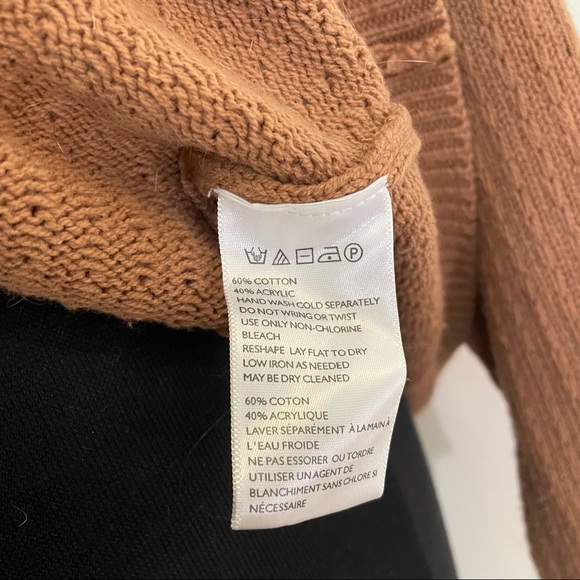 60% COTTON
40% ACRYLIC
HAND WASH COLD SEPARATELY
DO NOT WRING OR TWIST
USE ONLY NON-CHLORINE
BLEACH
RESHAPE LAY FLAT TO DRY
LOW IRON AS NEEDED
MAY BE DRY CLEANED
60% COTON
40% ACRYLIQUE
LAVER SÉPARÉMENT À LA MAIN À
L'EAU FROIDE
NE PAS ESSORER OU TORDRE
UTILISER UN AGENT DE
BLANCHIMENT SANS CHLORE SI
NÉCESSAIRE